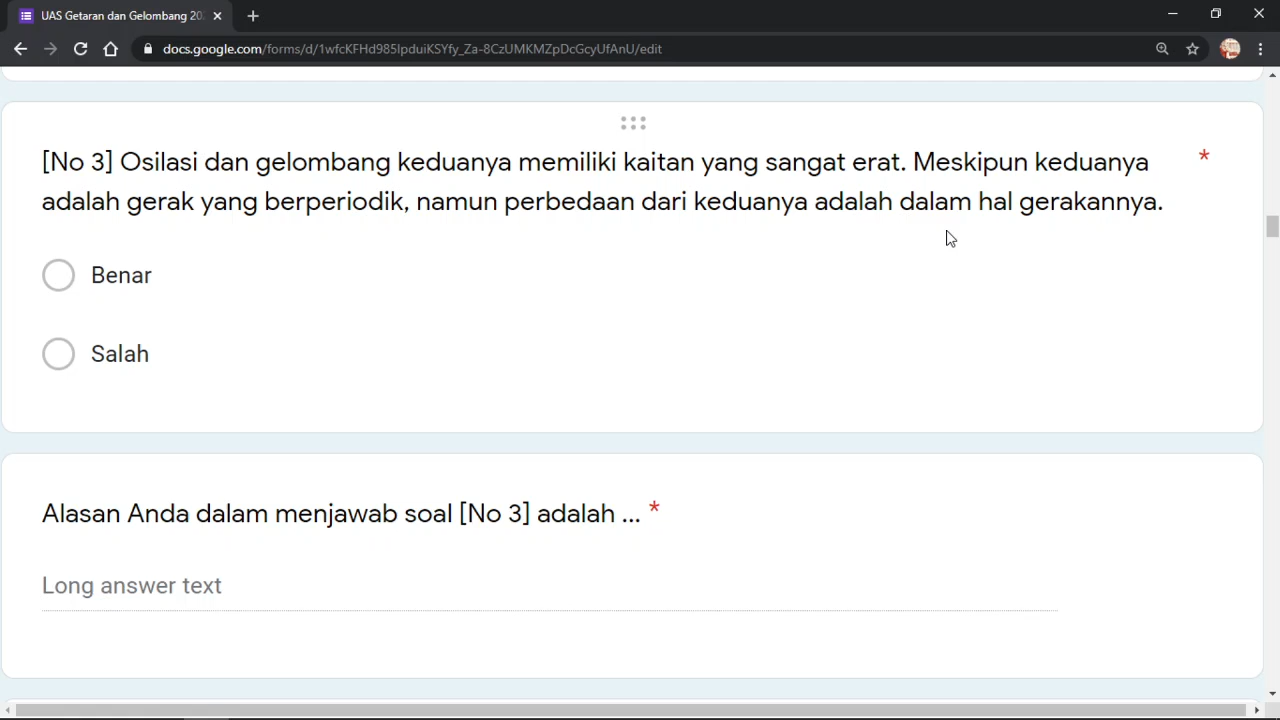 UAS Getaran dan Gelombang 20
docs.google.com/forms/d/1wfcKFHd985lpduiKSYfy_Za-8CzUMKMZpDcGcyUfAnU/edit
[No 3] Osilasi dan gelombang keduanya memiliki kaitan yang sangat erat. Meskipun keduanya *
adalah gerak yang berperiodik, namun perbedaan dari keduanya adalah dalam hal gerakannya.
Benar
Salah
Alasan Anda dalam menjawab soal [No 3] adalah ... *
Long answer text